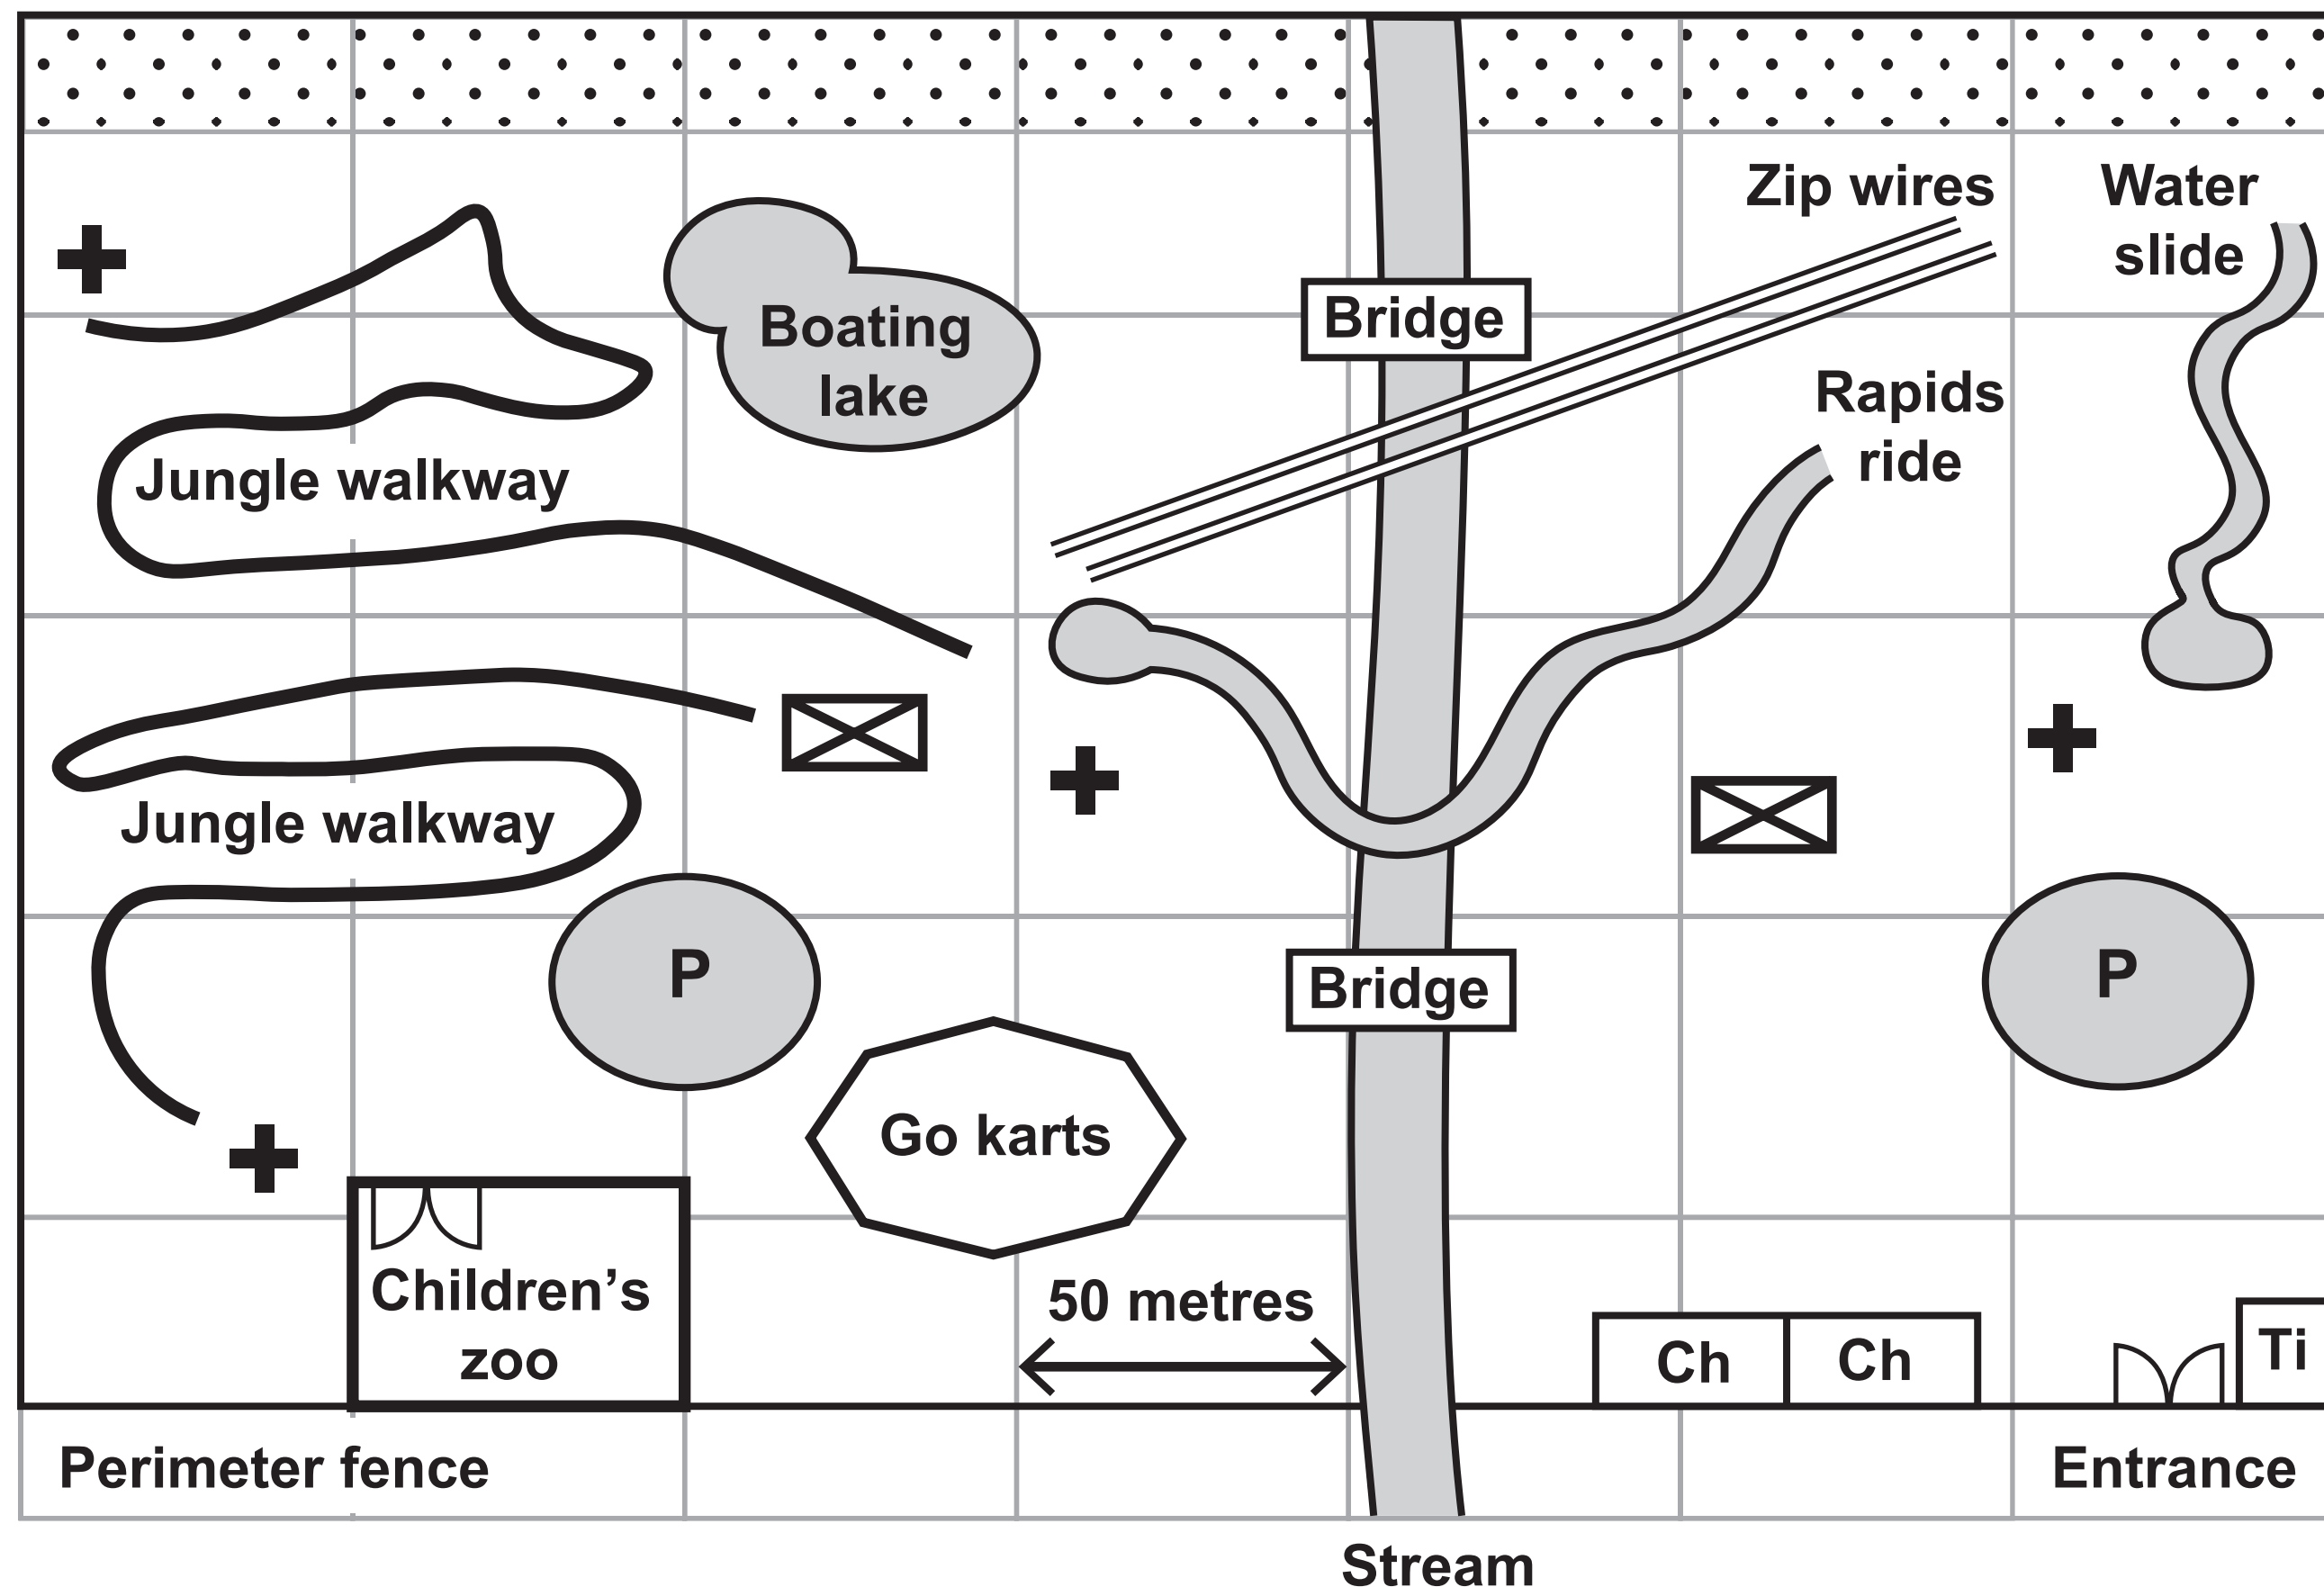 Zip wires
Water
slide
Bridge
Boating
lake
Rapids
ride
Jungle walkway
Jungle walkway
P
P
Bridge
Go karts
Children’s
zoo
50 metres
Ch
Ch
Ti
Perimeter fence
Entrance
Stream